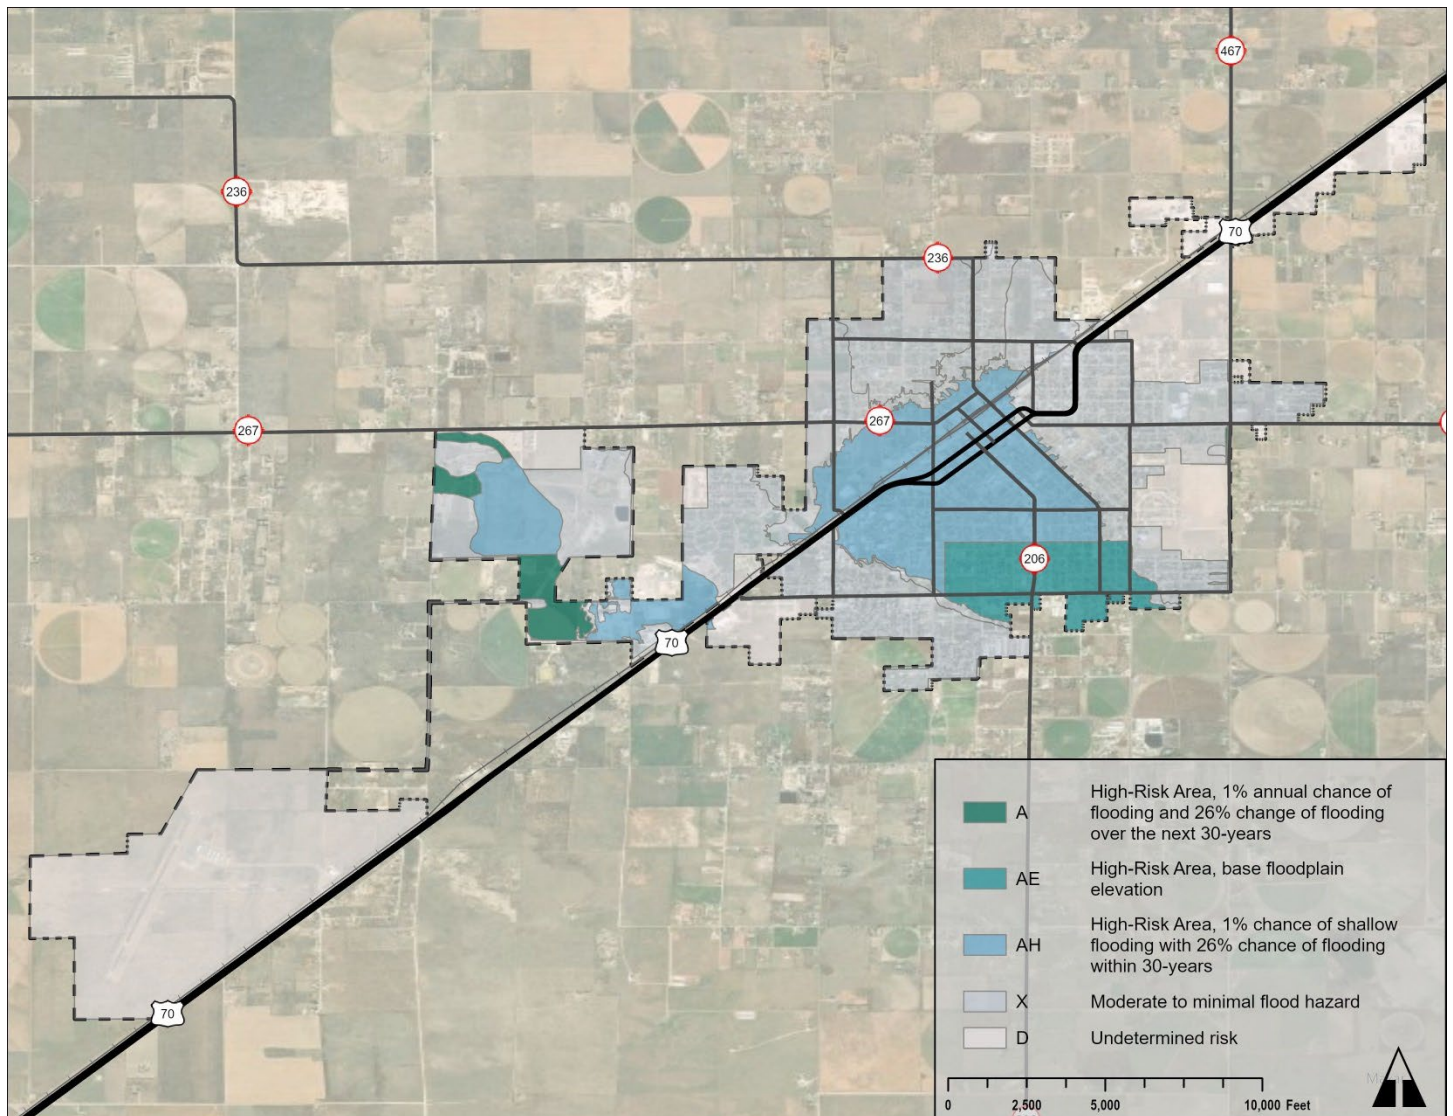 467
236
70
236
267
267
206
70
70
A
High-Risk Area, 1% annual chance of
flooding and 26% change of flooding
over the next 30-years
AE
High-Risk Area, base floodplain
elevation
AH
High-Risk Area, 1% chance of shallow
flooding with 26% chance of flooding
within 30-years
X
Moderate to minimal flood hazard
D
Undetermined risk
0
2,500
5,000
10,000 Feet